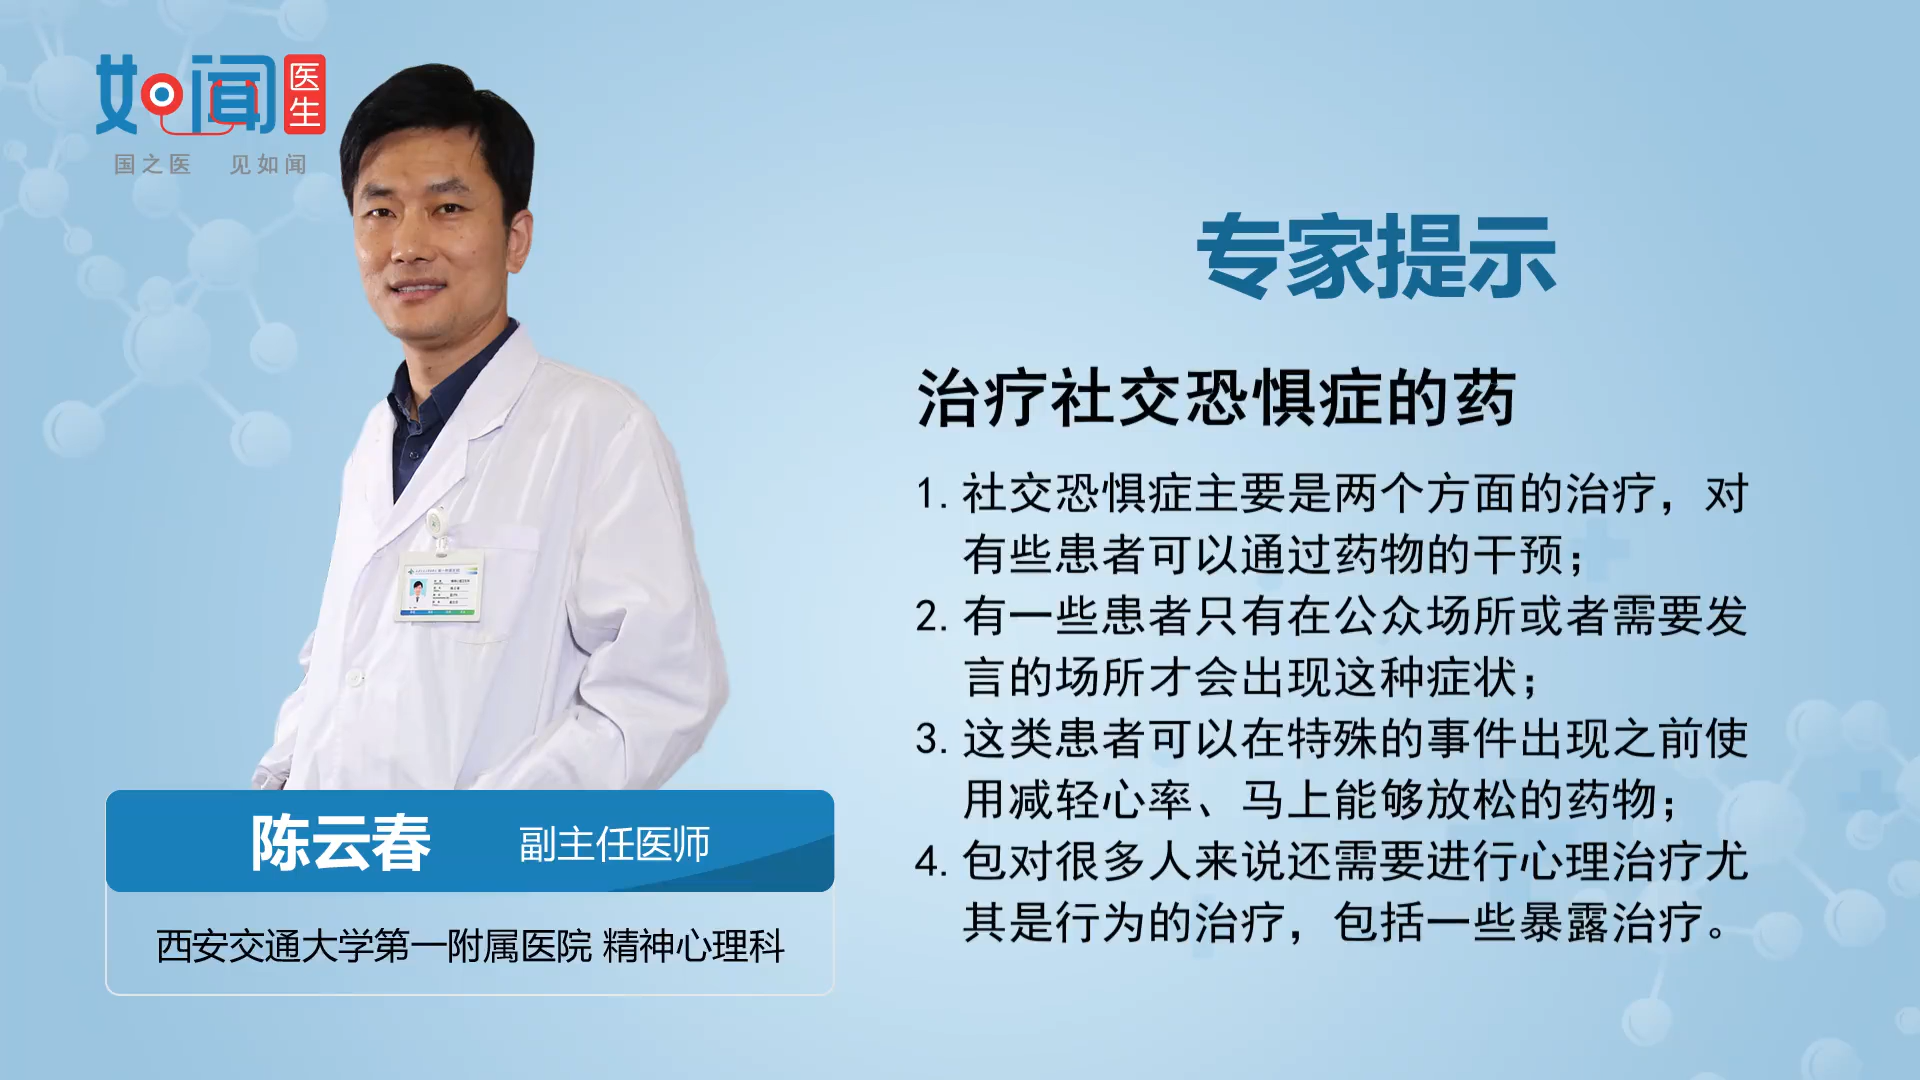 如闻医生
国之医 见如闻
专家提示
治疗社交恐惧症的药
1. 社交恐惧症主要是两个方面的治疗，对
有些患者可以通过药物的干预；
2. 有一些患者只有在公众场所或者需要发
言的场所才会出现这种症状；
3. 这类患者可以在特殊的事件出现之前使
用减轻心率、马上能够放松的药物；
4. 包对很多人来说还需要进行心理治疗尤
其是行为的治疗，包括一些暴露治疗。
陈云春 副主任医师
西安交通大学第一附属医院 精神心理科